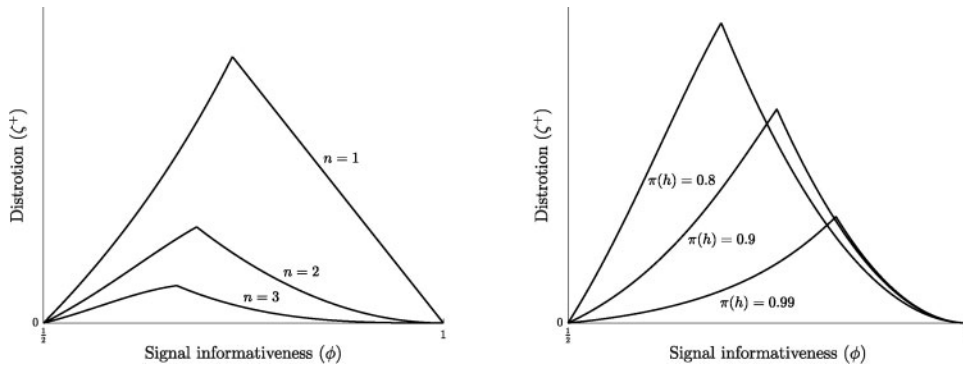 Distrotion (ζ⁺)
n = 1
n = 2
n = 3
0
1/2
1
Signal informativeness (ϕ)
Distrotion (ζ⁺)
π(h) = 0.8
π(h) = 0.9
π(h) = 0.99
0
1/2
Signal informativeness (ϕ)